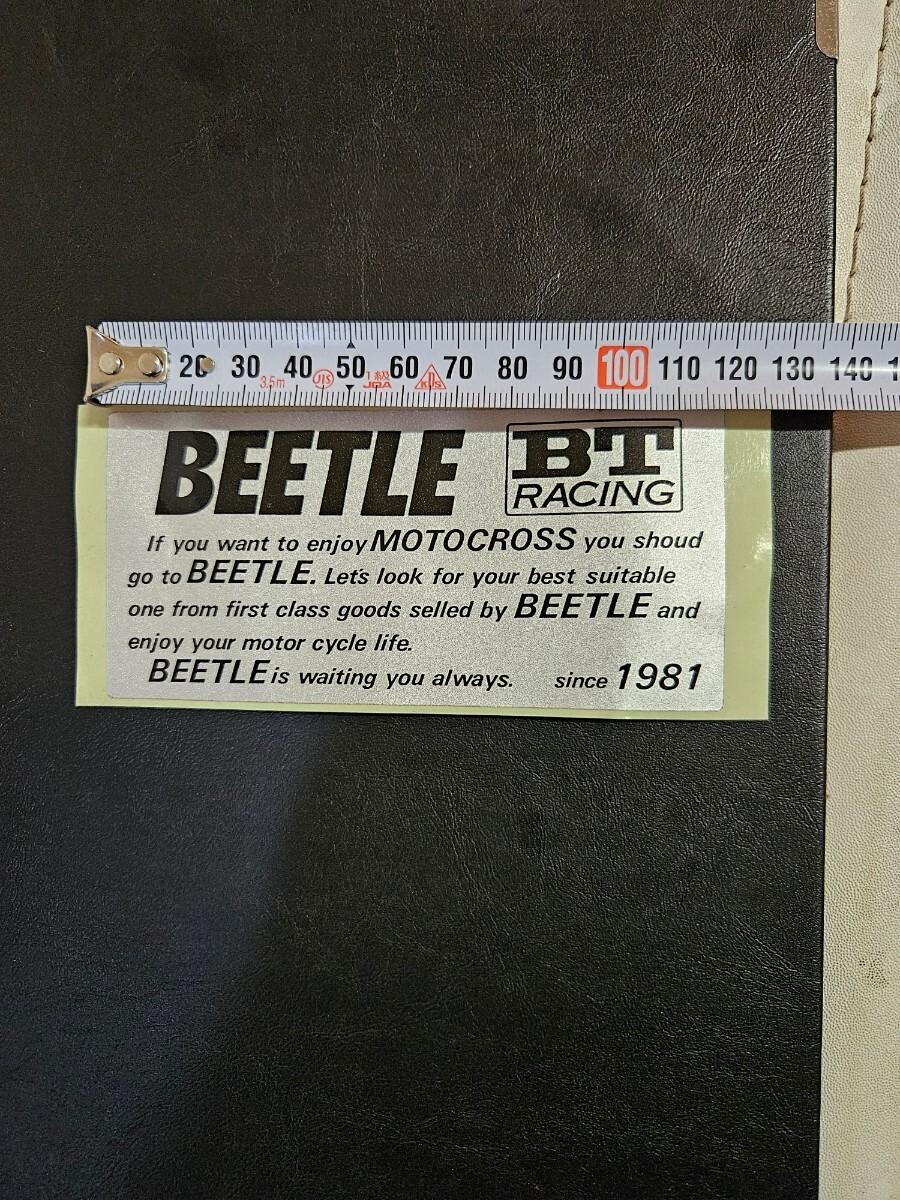 20 30 40 50 60 70 80 90 100 110 120 130 140 1
3.5m JIS 1級 JQA KDS
BEETLE BT RACING
If you want to enjoy MOTOCROSS you shoud
go to BEETLE. Let's look for your best suitable
one from first class goods selled by BEETLE and
enjoy your motor cycle life.
BEETLE is waiting you always. since 1981